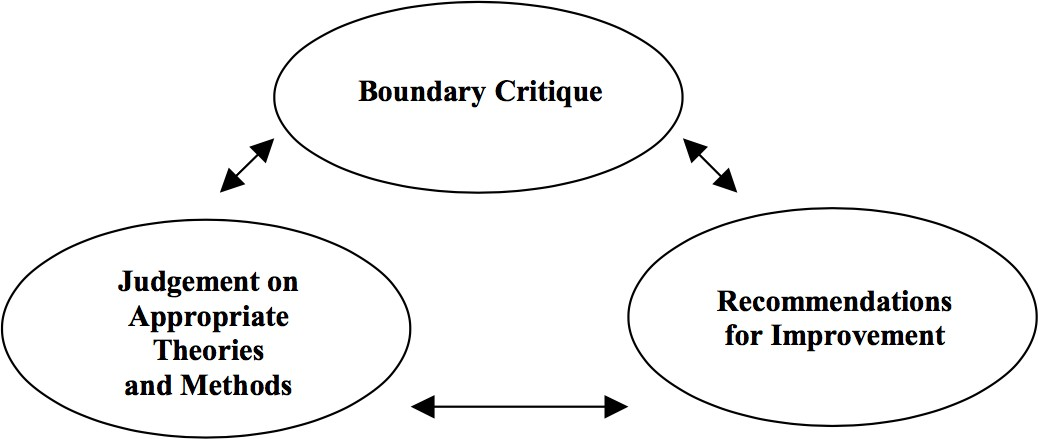 Boundary Critique
Judgement on
Appropriate
Theories
and Methods
Recommendations
for Improvement